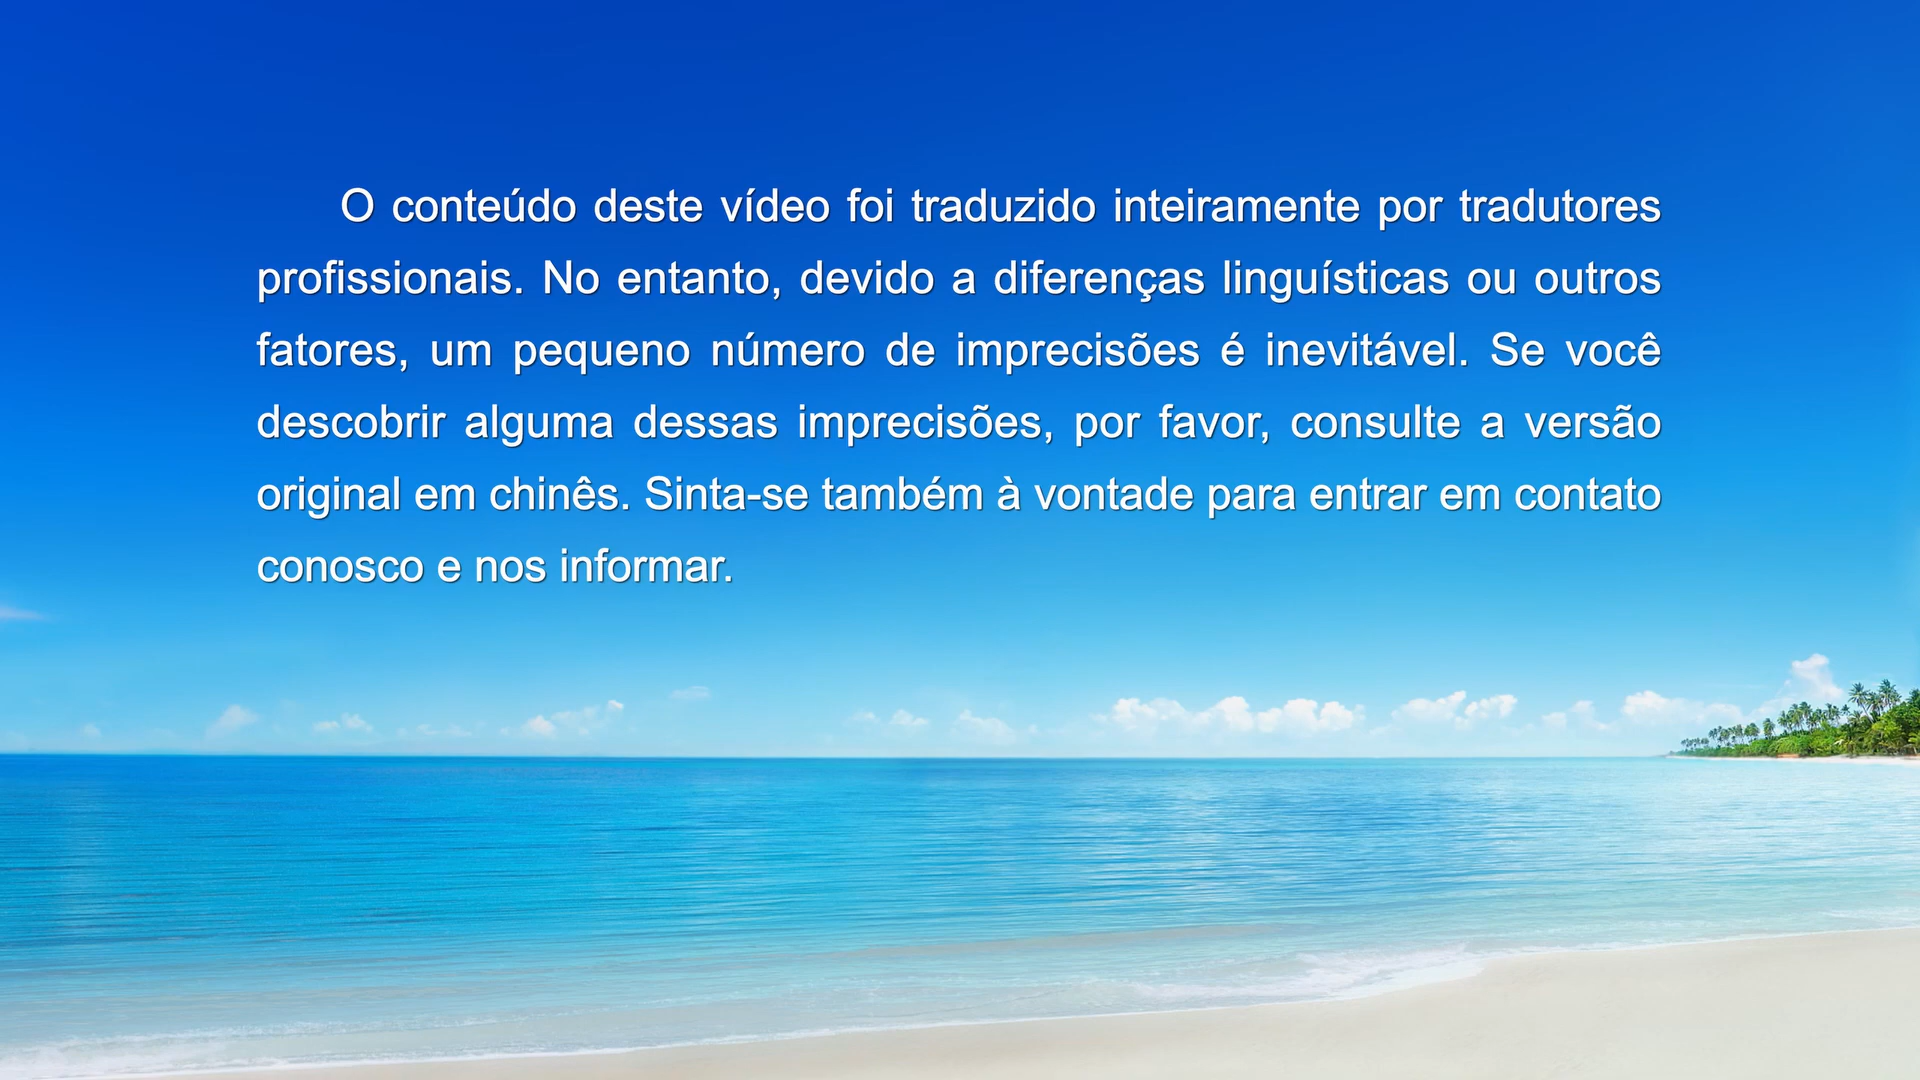 O conteúdo deste vídeo foi traduzido inteiramente por tradutores
profissionais. No entanto, devido a diferenças linguísticas ou outros
fatores, um pequeno número de imprecisões é inevitável. Se você
descobrir alguma dessas imprecisões, por favor, consulte a versão
original em chinês. Sinta-se também à vontade para entrar em contato
conosco e nos informar.